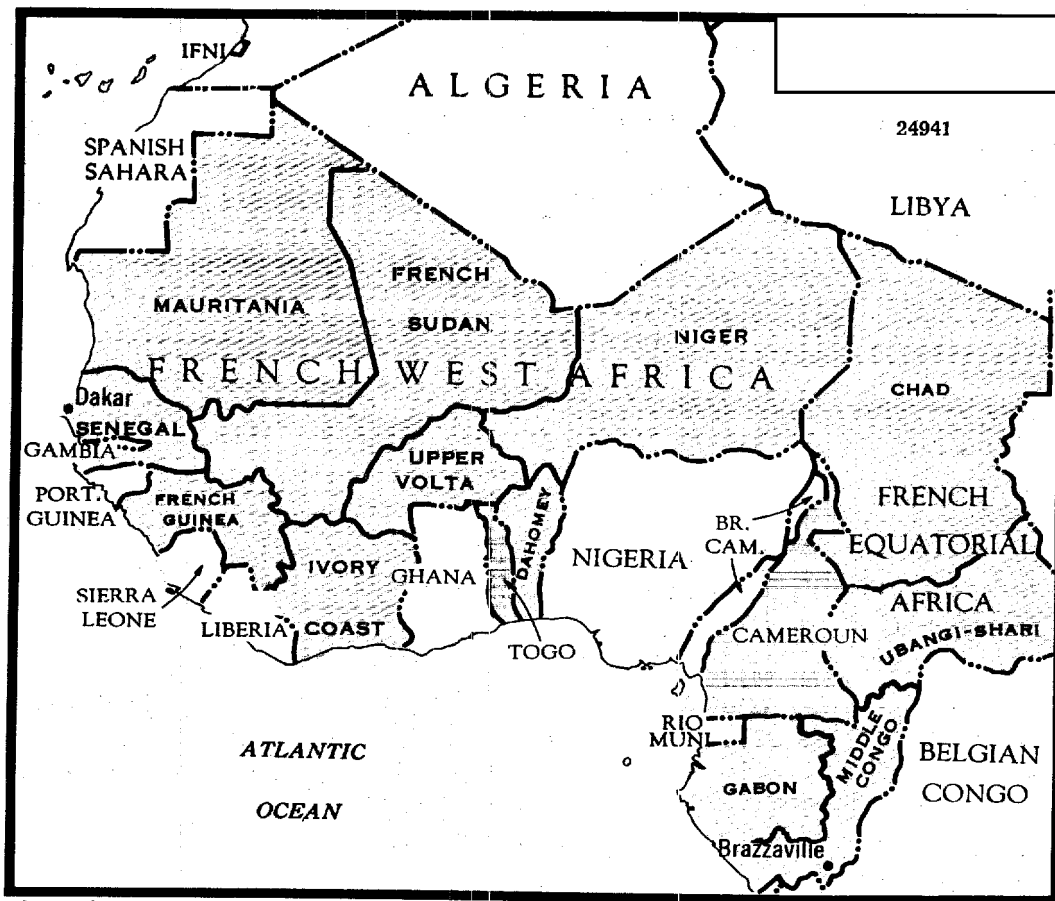 IFNI
ALGERIA
24941
SPANISH
SAHARA
LIBYA
FRENCH
SUDAN
MAURITANIA
NIGER
FRENCH WEST AFRICA
CHAD
Dakar
SENEGAL
GAMBIA
UPPER
VOLTA
PORT.
GUINEA
FRENCH
GUINEA
DAHOMEY
FRENCH
EQUATORIAL
AFRICA
BR.
CAM.
NIGERIA
IVORY
COAST
GHANA
SIERRA
LEONE
LIBERIA
TOGO
CAMEROUN
UBANGI-SHARI
RIO
MUNI
MIDDLE
CONGO
BELGIAN
CONGO
ATLANTIC
OCEAN
GABON
Brazzaville